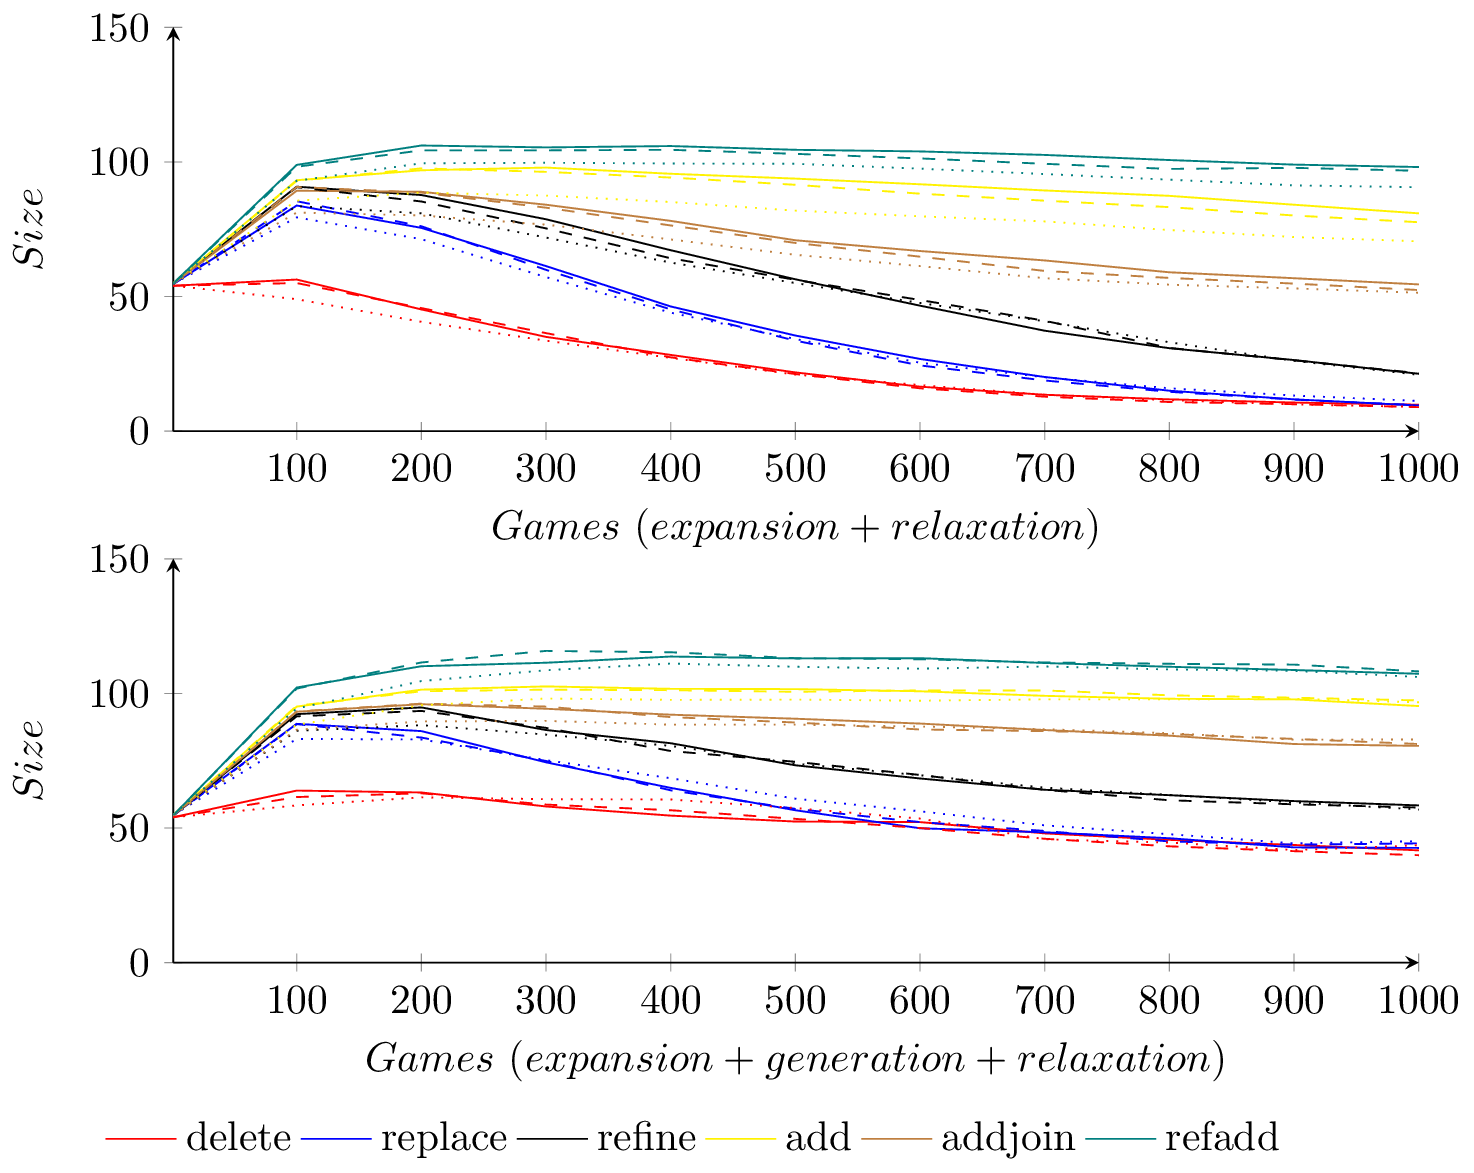 150
100
50
0
Size
100 200 300 400 500 600 700 800 900 1000
Games (expansion + relaxation)
150
100
50
0
Size
100 200 300 400 500 600 700 800 900 1000
Games (expansion + generation + relaxation)
delete replace refine add addjoin refadd